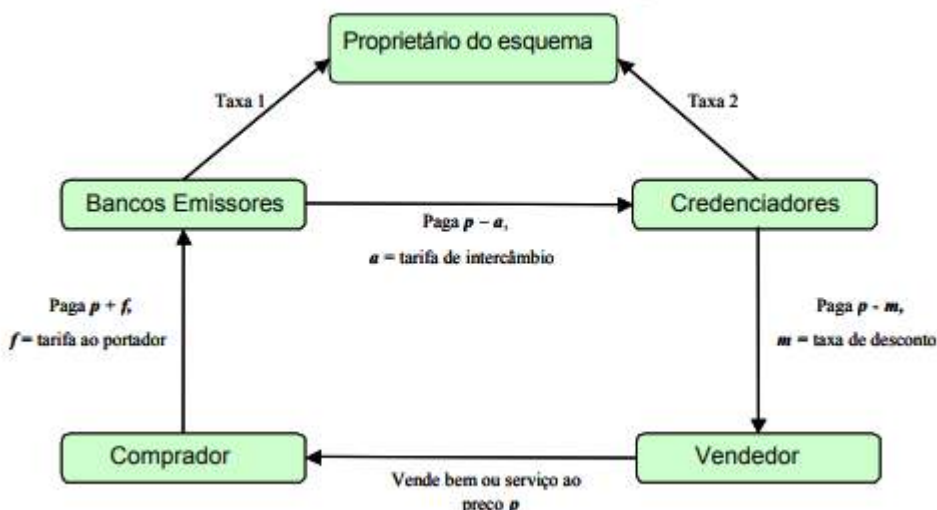 Proprietário do esquema
Taxa 1
Taxa 2
Bancos Emissores
Credenciadores
Paga p – a,
a = tarifa de intercâmbio
Paga p + f,
f = tarifa ao portador
Paga p - m,
m = taxa de desconto
Comprador
Vendedor
Vende bem ou serviço ao
preço p